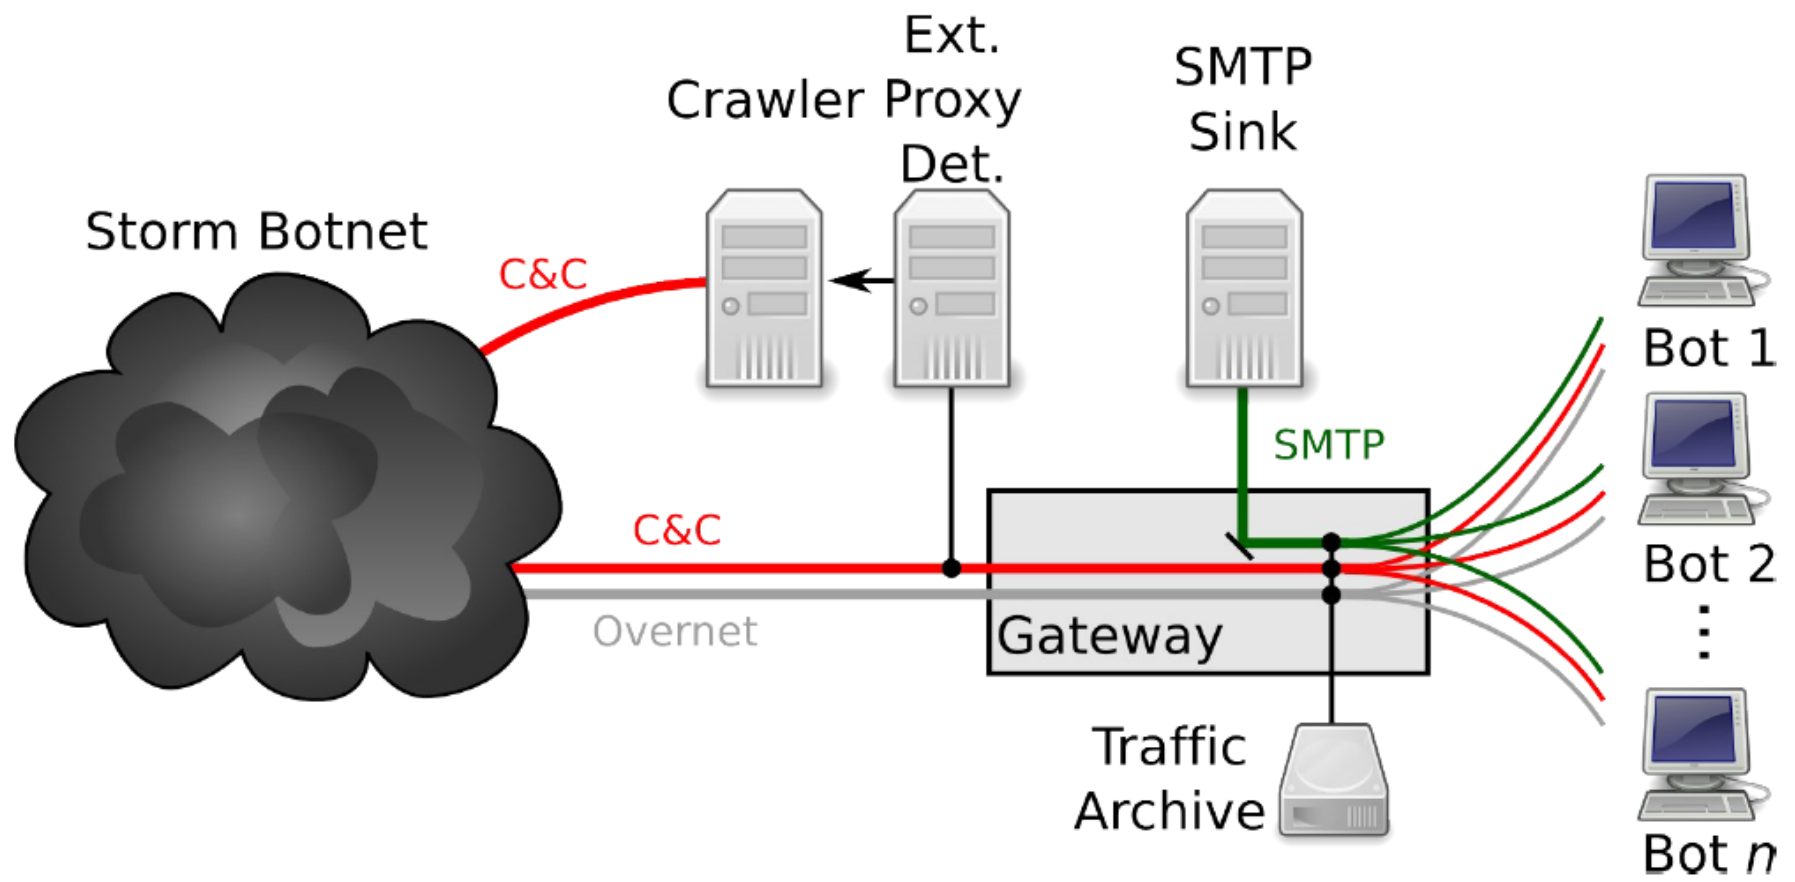 Ext.
Crawler Proxy
Det.
SMTP
Sink
Storm Botnet
C&C
Bot 1
SMTP
C&C
Bot 2
Overnet
Gateway
⋮
Traffic
Archive
Bot n